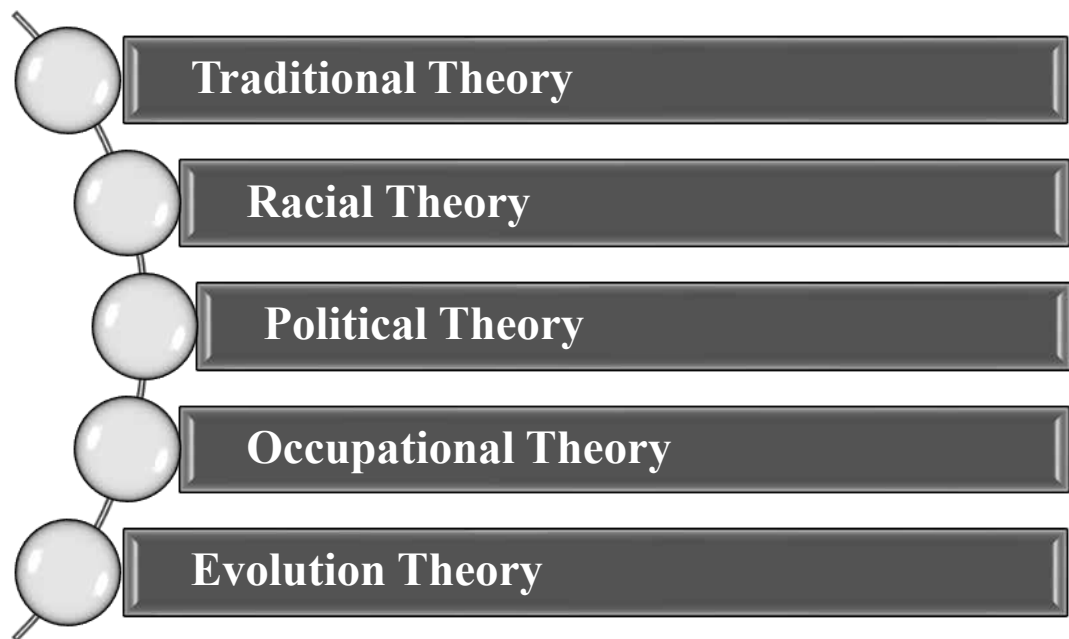 Traditional Theory
Racial Theory
Political Theory
Occupational Theory
Evolution Theory